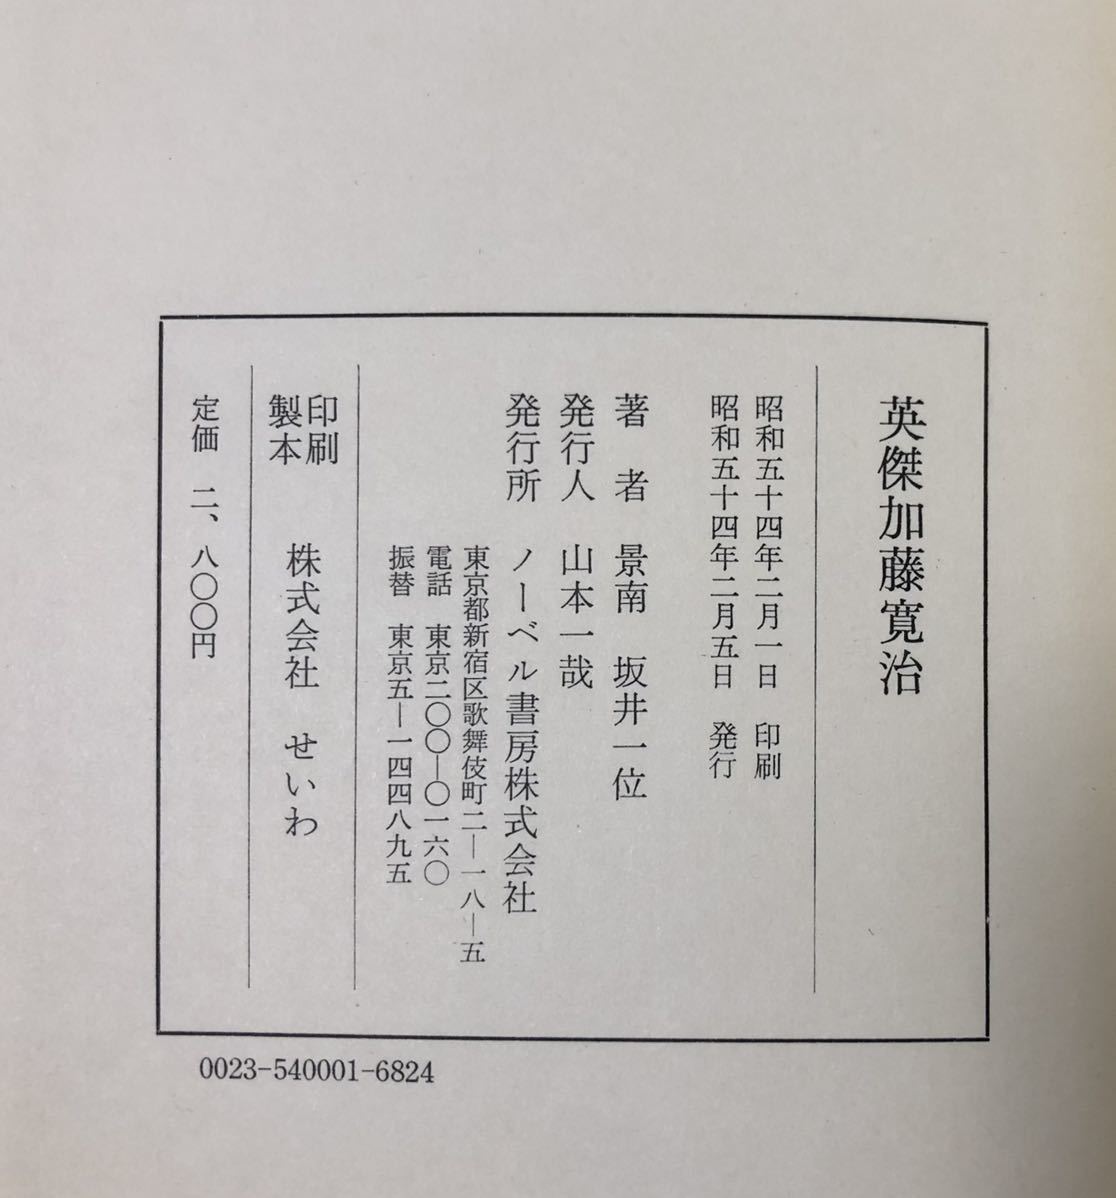 英傑加藤寛治
昭和五十四年二月一日　印刷
昭和五十四年二月五日　発行
著　者　景南　坂井一位
発行人　山本一哉
発行所　ノーベル書房株式会社
東京都新宿区歌舞伎町二―一八―五
電話　東京二〇〇―〇一六〇
振替　東京五―一四四八九五
印刷
製本　株式会社　せいわ
定価　二、八〇〇円
0023-540001-6824